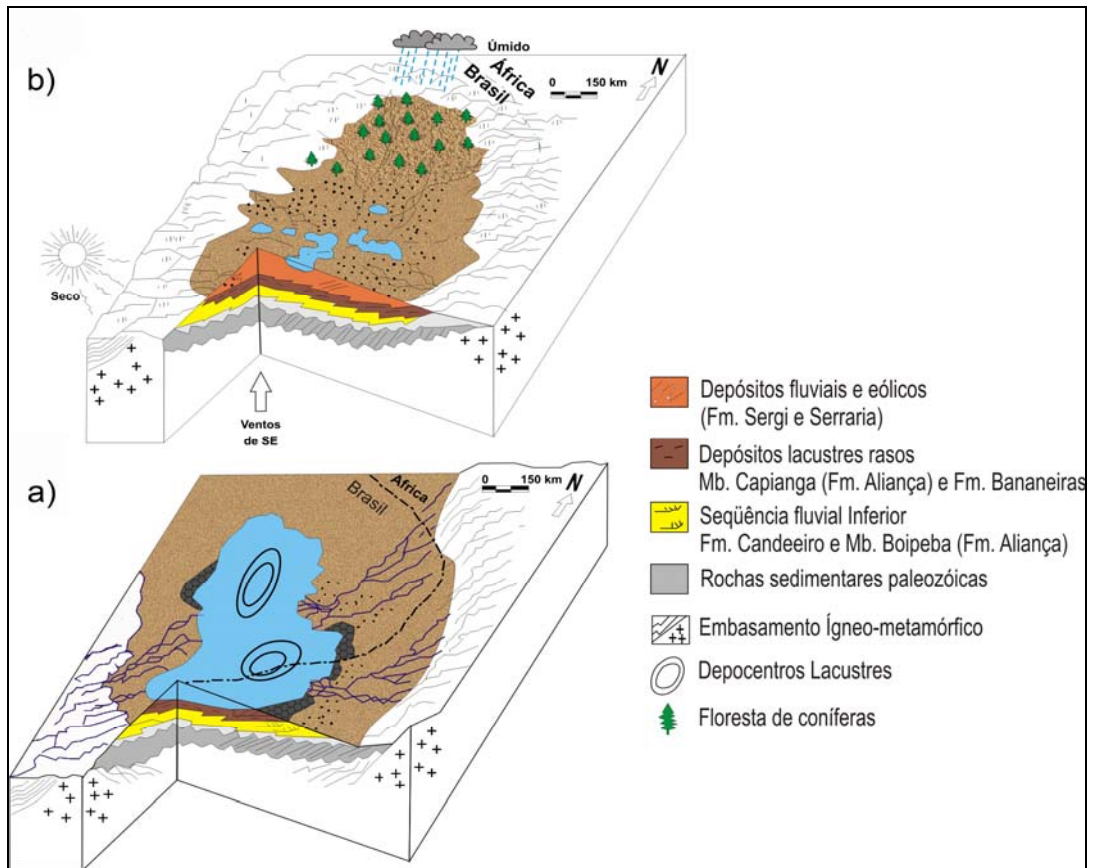 b)
Úmido
África
Brasil
0 150 km
N
Seco
Ventos
de SE
a)
África
Brasil
0 150 km
N
Depósitos fluviais e eólicos
(Fm. Sergi e Serraria)
Depósitos lacustres rasos
Mb. Capianga (Fm. Aliança) e Fm. Bananeiras
Seqüência fluvial Inferior
Fm. Candeeiro e Mb. Boipeba (Fm. Aliança)
Rochas sedimentares paleozóicas
Embasamento Ígneo-metamórfico
Depocentros Lacustres
Floresta de coníferas